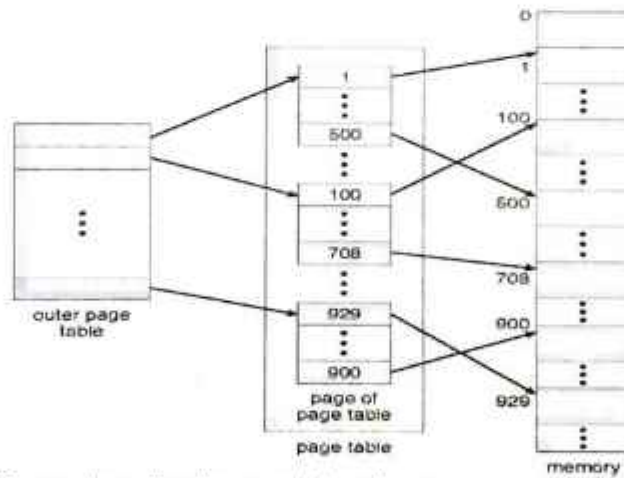 0
1
100
500
708
900
929
memory
1
500
100
708
929
900
page of
page table
page table
outer page
table